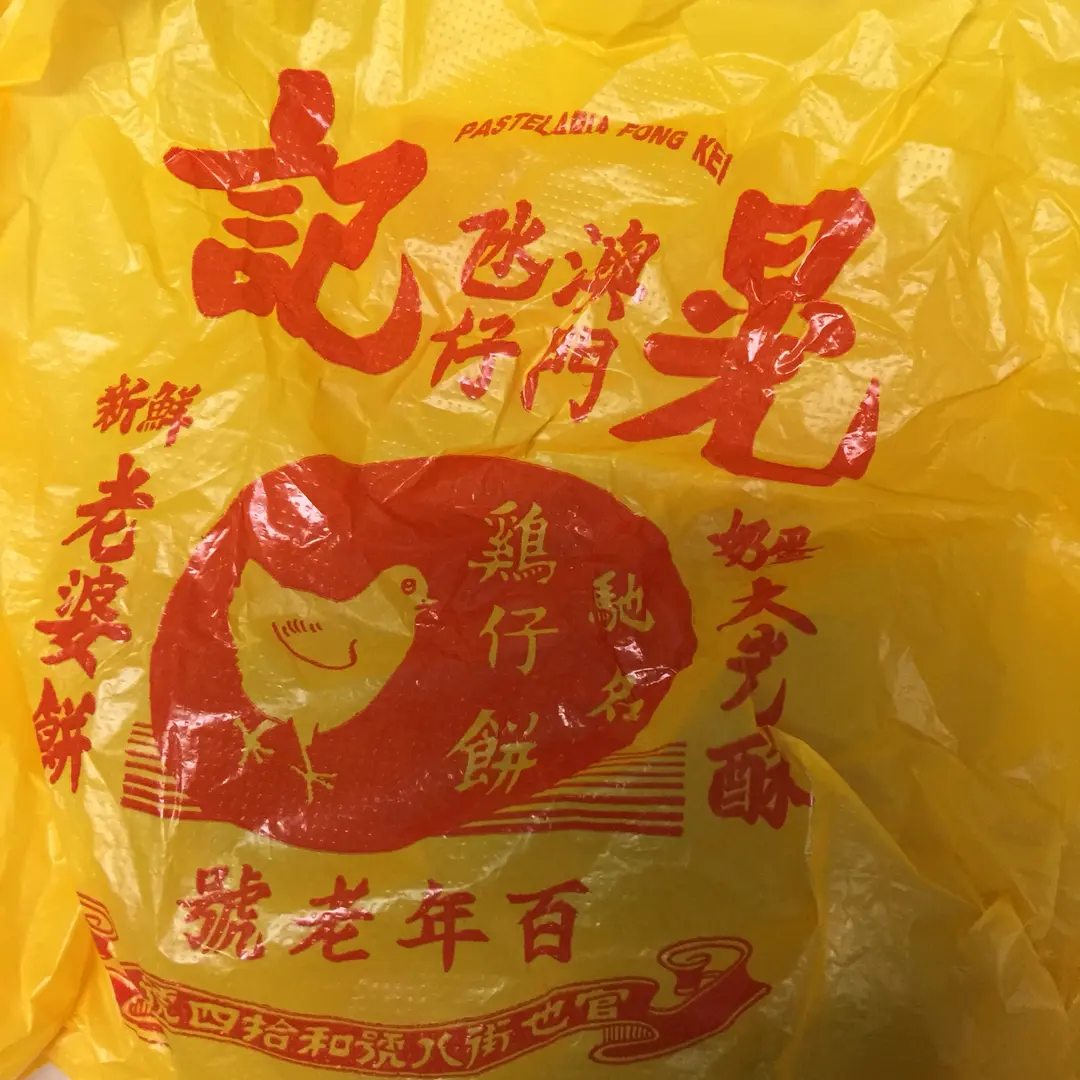 PASTELARIA FONG KEI
晃記
澳門
氹仔
馳名
鷄仔餅
奶旦
大光酥
新鮮
老婆餅
百年老號
官也街八號和拾四號